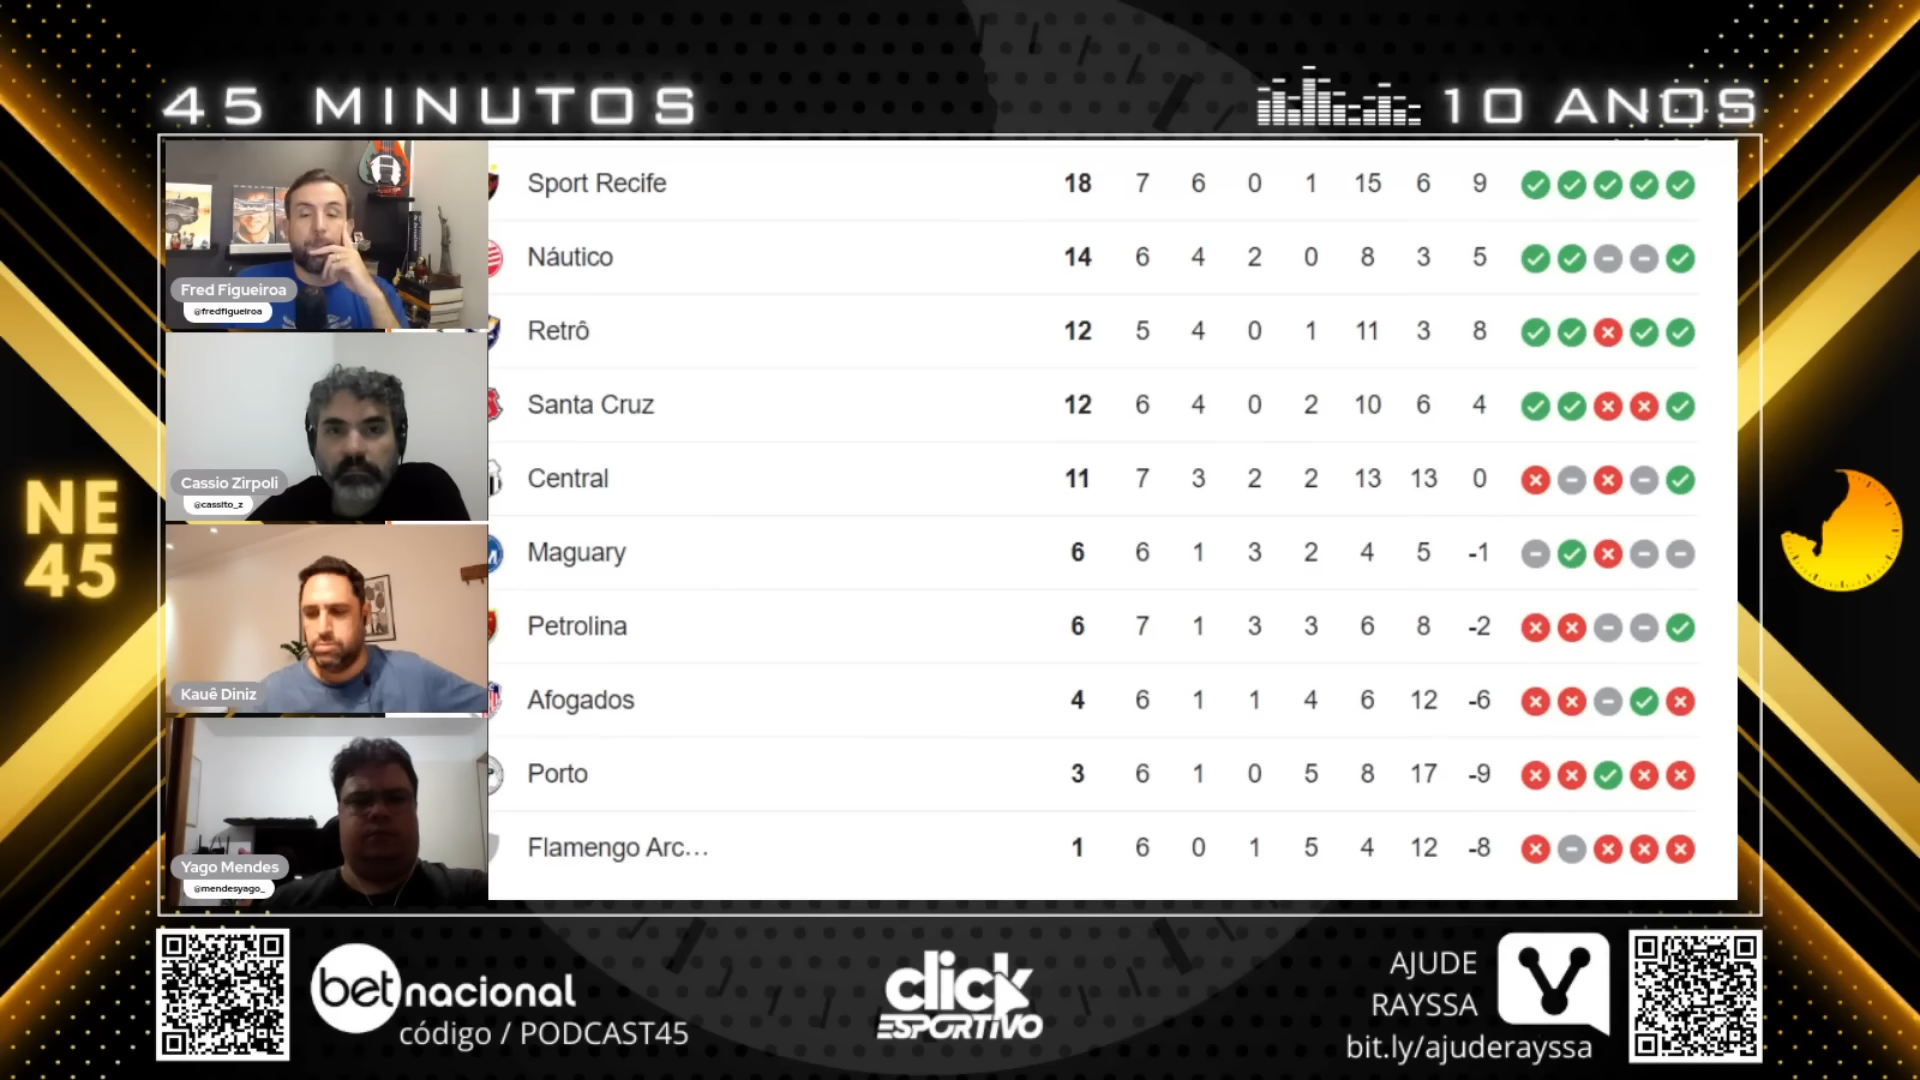 45 MINUTOS
10 ANOS
Fred Figueiroa
@fredfigueiroa
Cassio Zirpoli
@cassito_z
Kauê Diniz
Yago Mendes
@mendesyago_
Sport Recife 18 7 6 0 1 15 6 9
Náutico 14 6 4 2 0 8 3 5
Retrô 12 5 4 0 1 11 3 8
Santa Cruz 12 6 4 0 2 10 6 4
Central 11 7 3 2 2 13 13 0
Maguary 6 6 1 3 2 4 5 -1
Petrolina 6 7 1 3 3 6 8 -2
Afogados 4 6 1 1 4 6 12 -6
Porto 3 6 1 0 5 8 17 -9
Flamengo Arc... 1 6 0 1 5 4 12 -8
NE
45
betnacional
código / PODCAST45
click
ESPORTIVO
AJUDE
RAYSSA
bit.ly/ajuderayssa